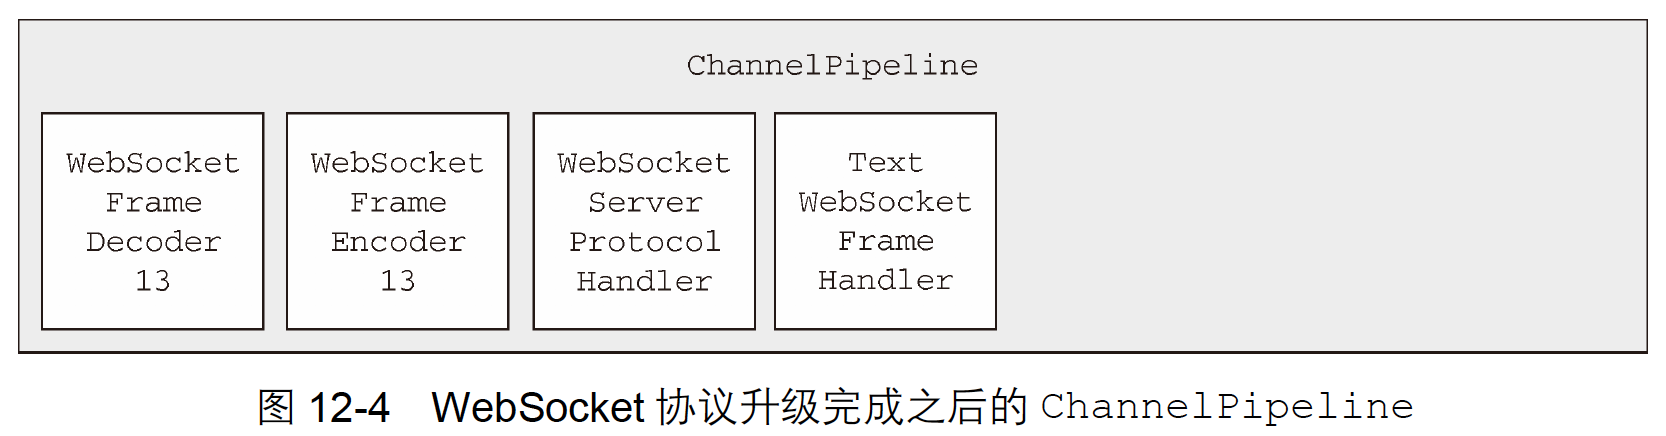 ChannelPipeline
WebSocket
Frame
Decoder
13
WebSocket
Frame
Encoder
13
WebSocket
Server
Protocol
Handler
Text
WebSocket
Frame
Handler
图 12-4 WebSocket 协议升级完成之后的 ChannelPipeline